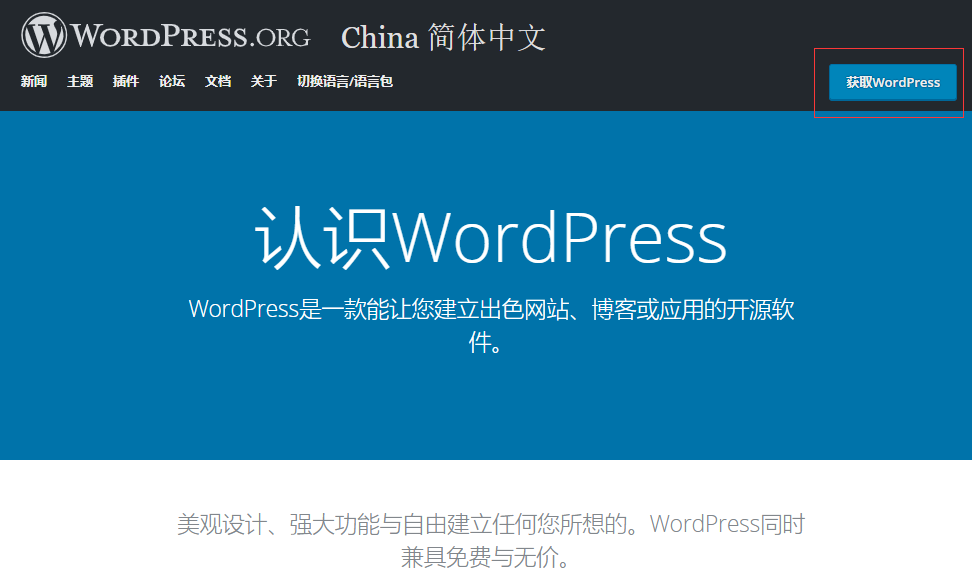 WORDPRESS.ORG China 简体中文
新闻 主题 插件 论坛 文档 关于 切换语言/语言包
获取WordPress
认识WordPress
WordPress是一款能让您建立出色网站、博客或应用的开源软
件。
美观设计、强大功能与自由建立任何您所想的。WordPress同时
兼具免费与无价。